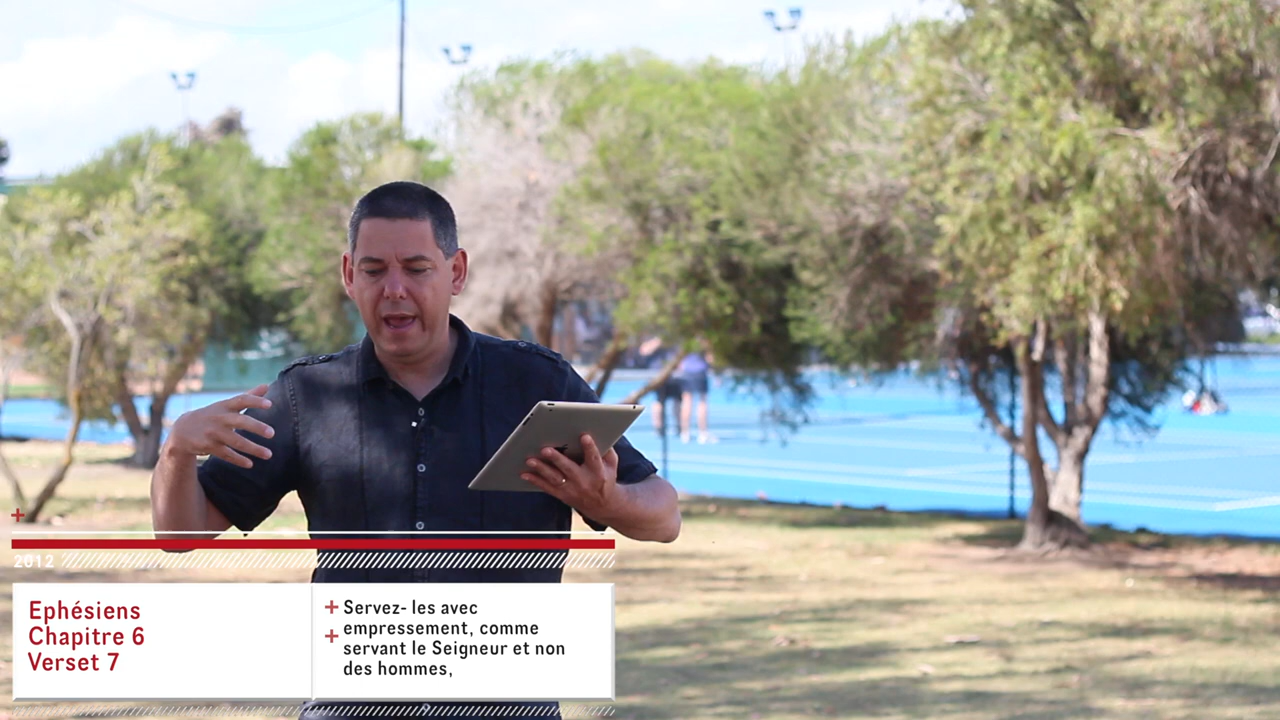 2012
Ephésiens
Chapitre 6
Verset 7
Servez- les avec
empressement, comme
servant le Seigneur et non
des hommes,